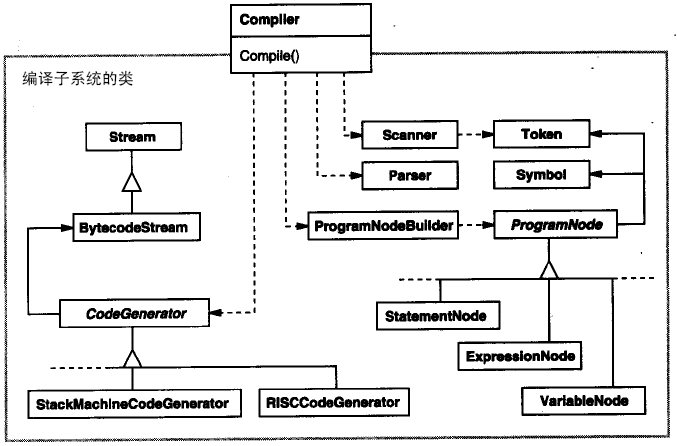 Compiler
Compile()
编译子系统的类
Stream
Scanner
Token
Parser
Symbol
BytecodeStream
ProgramNodeBuilder
ProgramNode
CodeGenerator
StatementNode
ExpressionNode
StackMachineCodeGenerator
RISCCodeGenerator
VariableNode